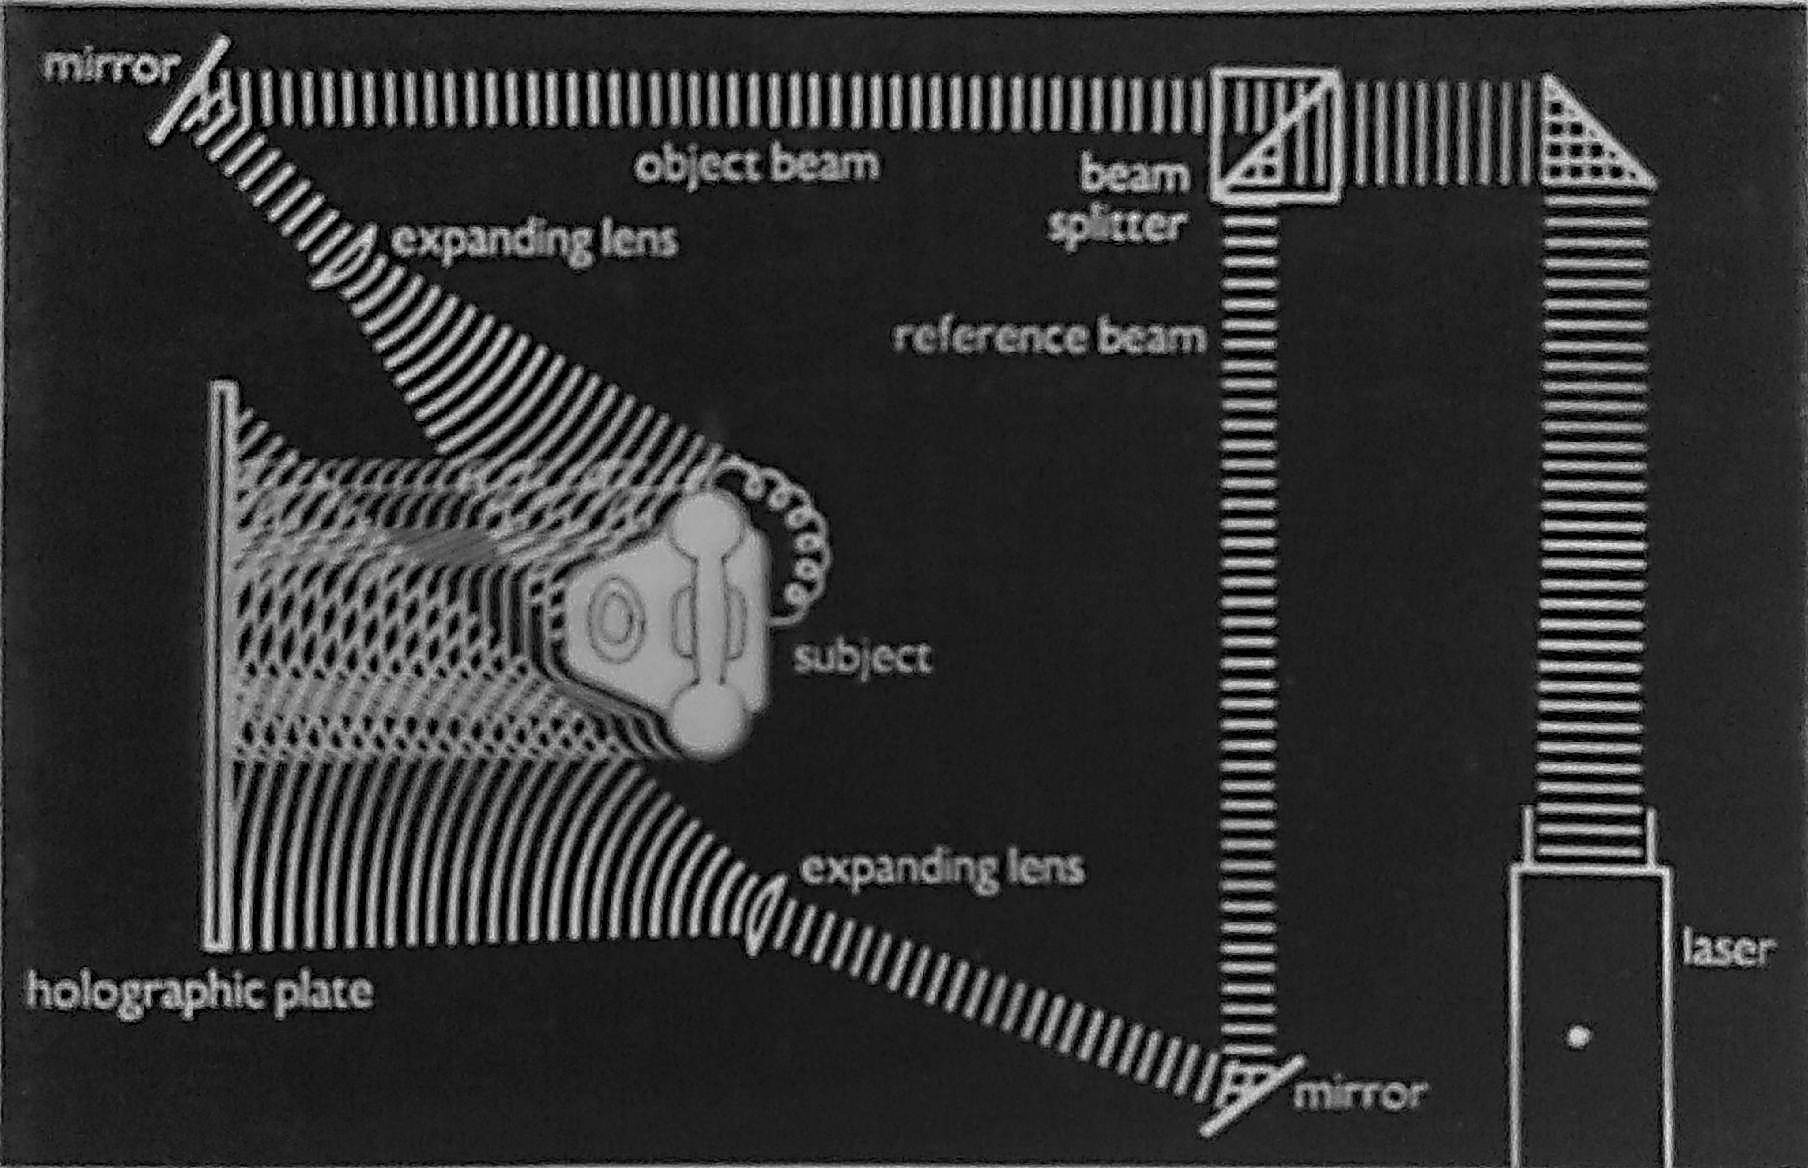 mirror
object beam
beam
splitter
expanding lens
reference beam
subject
expanding lens
laser
holographic plate
mirror